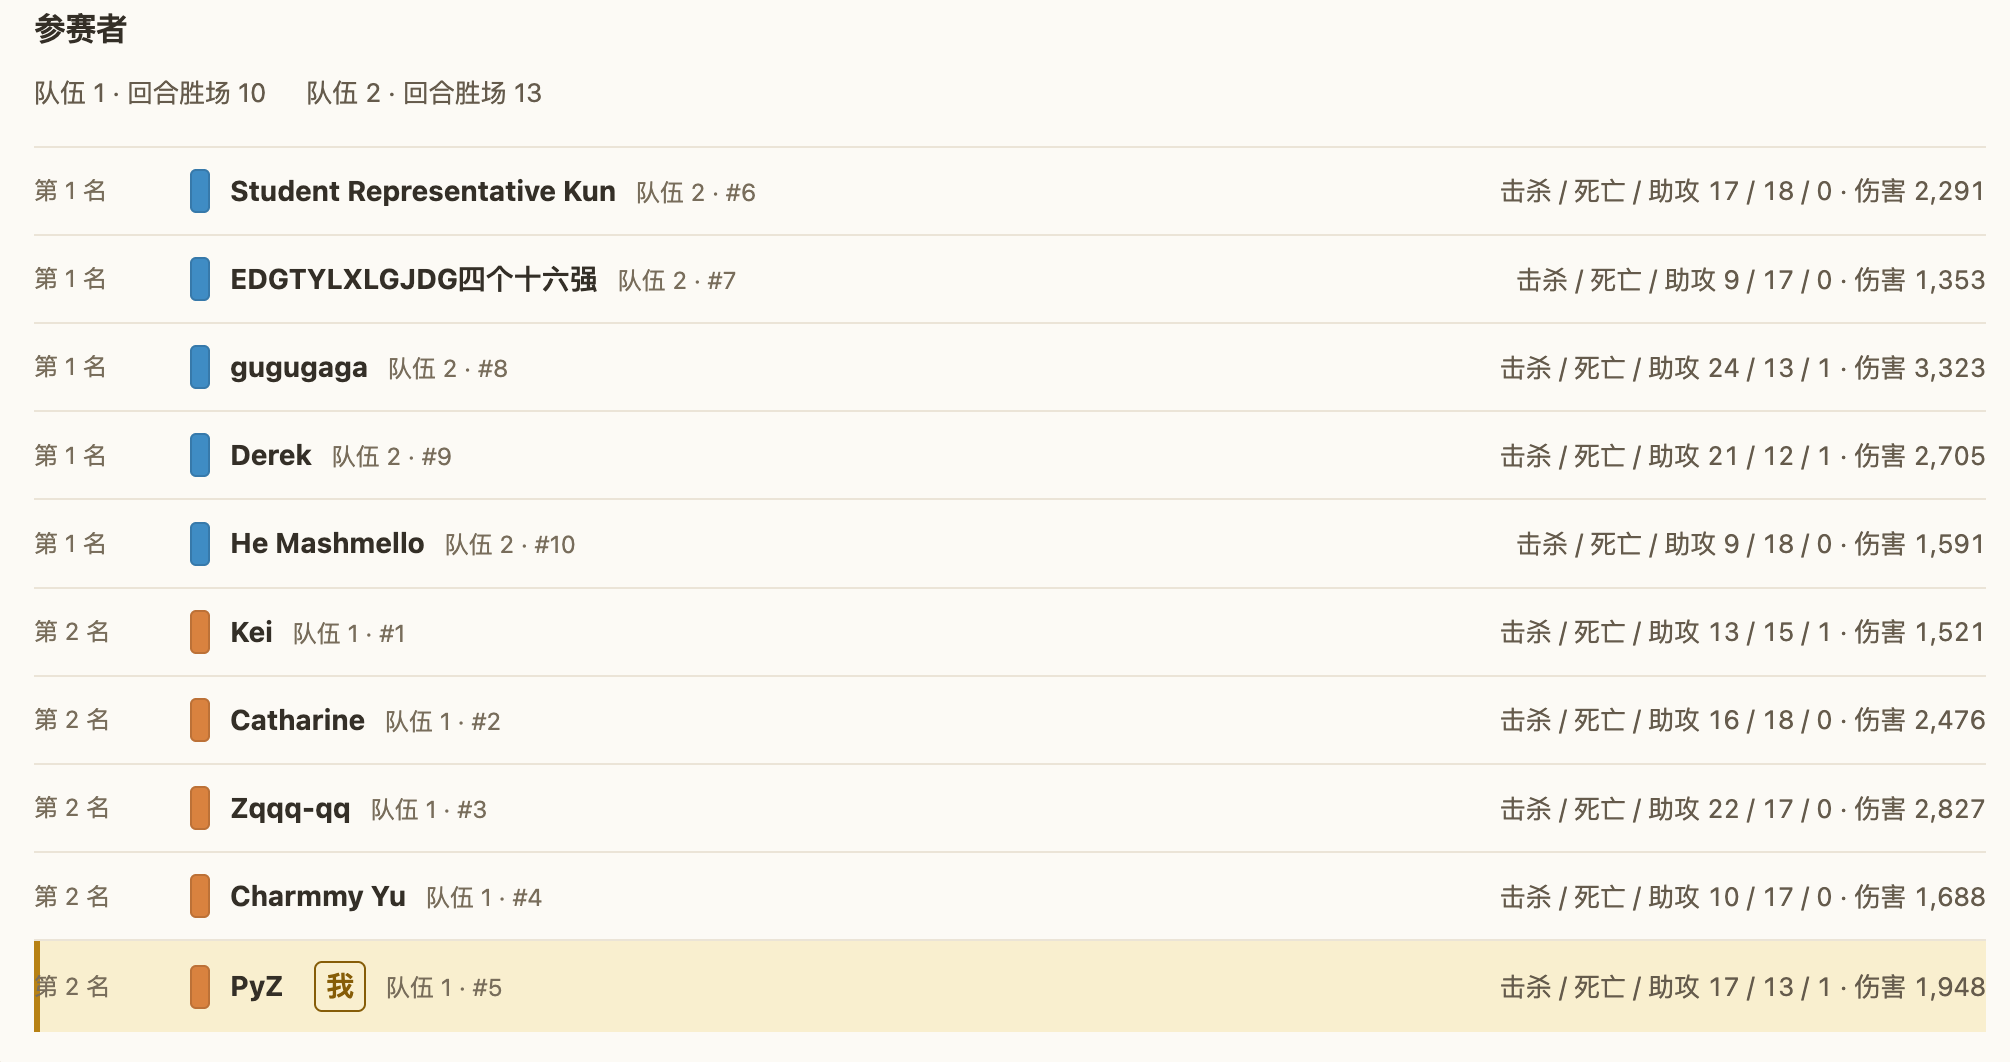 参赛者
队伍 1 · 回合胜场 10 队伍 2 · 回合胜场 13
第 1 名 Student Representative Kun 队伍 2 · #6 击杀 / 死亡 / 助攻 17 / 18 / 0 · 伤害 2,291
第 1 名 EDGTYLXLGJDG四个十六强 队伍 2 · #7 击杀 / 死亡 / 助攻 9 / 17 / 0 · 伤害 1,353
第 1 名 gugugaga 队伍 2 · #8 击杀 / 死亡 / 助攻 24 / 13 / 1 · 伤害 3,323
第 1 名 Derek 队伍 2 · #9 击杀 / 死亡 / 助攻 21 / 12 / 1 · 伤害 2,705
第 1 名 He Mashmello 队伍 2 · #10 击杀 / 死亡 / 助攻 9 / 18 / 0 · 伤害 1,591
第 2 名 Kei 队伍 1 · #1 击杀 / 死亡 / 助攻 13 / 15 / 1 · 伤害 1,521
第 2 名 Catharine 队伍 1 · #2 击杀 / 死亡 / 助攻 16 / 18 / 0 · 伤害 2,476
第 2 名 Zqqq-qq 队伍 1 · #3 击杀 / 死亡 / 助攻 22 / 17 / 0 · 伤害 2,827
第 2 名 Charmmy Yu 队伍 1 · #4 击杀 / 死亡 / 助攻 10 / 17 / 0 · 伤害 1,688
第 2 名 PyZ 我 队伍 1 · #5 击杀 / 死亡 / 助攻 17 / 13 / 1 · 伤害 1,948